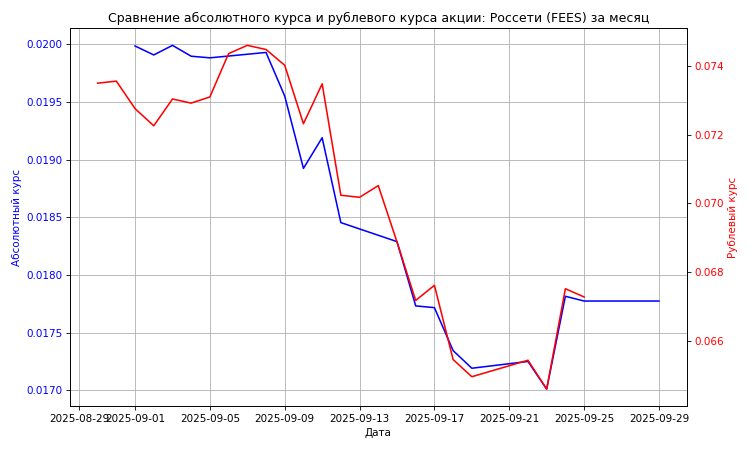 Сравнение абсолютного курса и рублевого курса акции: Россети (FEES) за месяц
0.0200
0.0195
0.0190
0.0185
0.0180
0.0175
0.0170
Абсолютный курс
0.074
0.072
0.070
0.068
0.066
Рублевый курс
2025-08-29 2025-09-01 2025-09-05 2025-09-09 2025-09-13 2025-09-17 2025-09-21 2025-09-25 2025-09-29
Дата